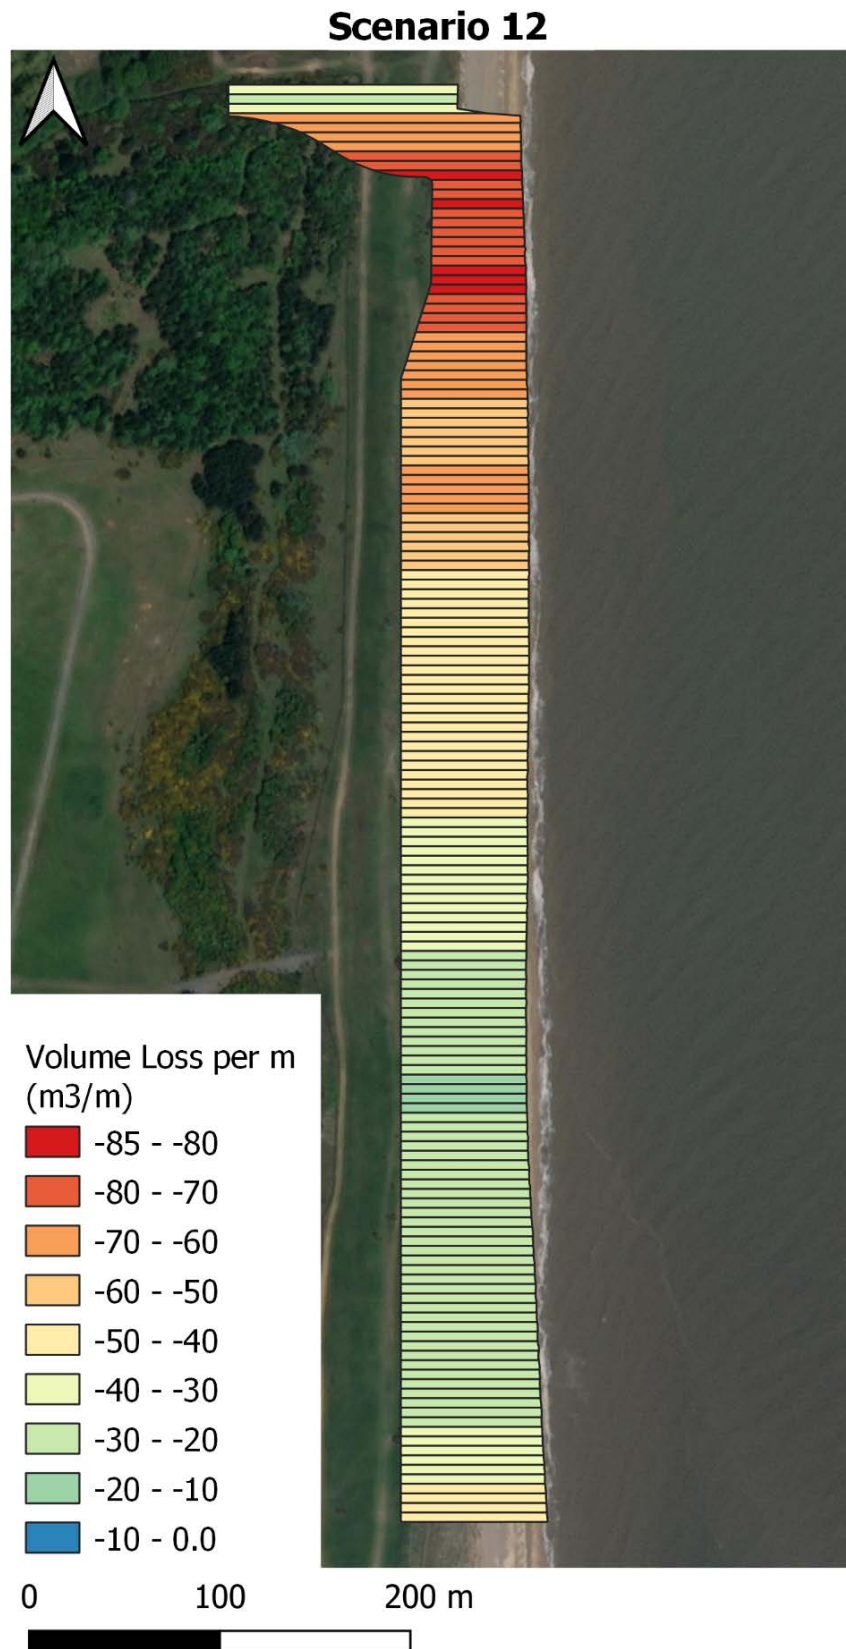 Scenario 12
Volume Loss per m
(m3/m)
-85 - -80
-80 - -70
-70 - -60
-60 - -50
-50 - -40
-40 - -30
-30 - -20
-20 - -10
-10 - 0.0
0 100 200 m